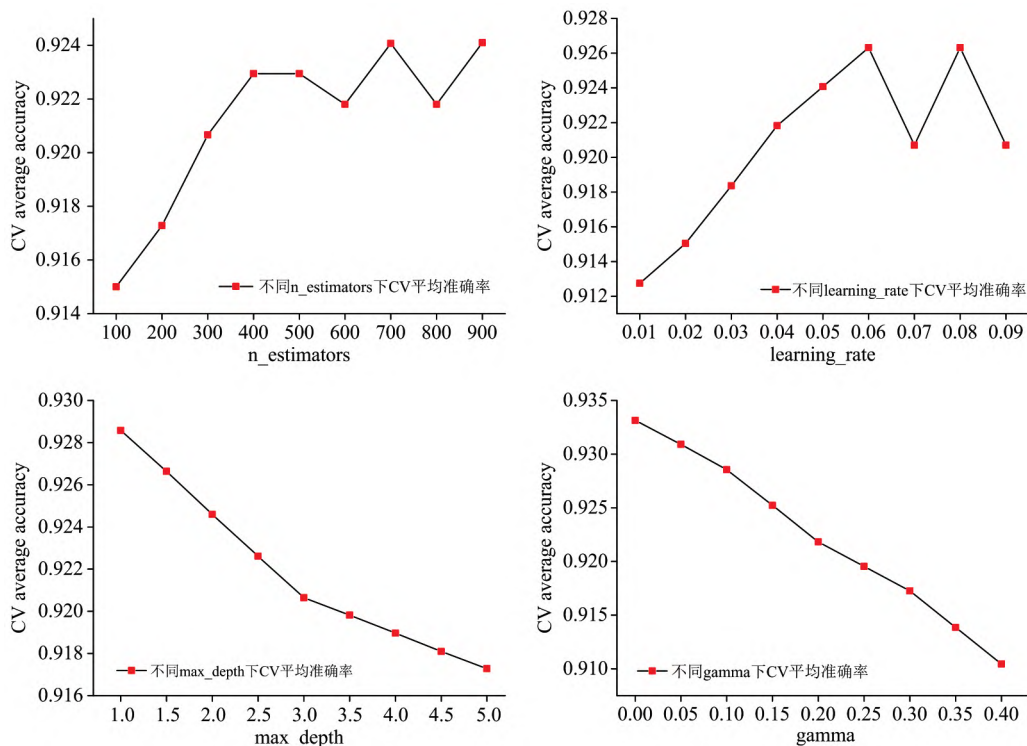 0.924
0.922
0.920
0.918
0.916
0.914
CV average accuracy
不同n_estimators下CV平均准确率
100 200 300 400 500 600 700 800 900
n_estimators
0.928
0.926
0.924
0.922
0.920
0.918
0.916
0.914
0.912
CV average accuracy
不同learning_rate下CV平均准确率
0.01 0.02 0.03 0.04 0.05 0.06 0.07 0.08 0.09
learning_rate
0.930
0.928
0.926
0.924
0.922
0.920
0.918
0.916
CV average accuracy
不同max_depth下CV平均准确率
1.0 1.5 2.0 2.5 3.0 3.5 4.0 4.5 5.0
max_depth
0.935
0.930
0.925
0.920
0.915
0.910
CV average accuracy
不同gamma下CV平均准确率
0.00 0.05 0.10 0.15 0.20 0.25 0.30 0.35 0.40
gamma